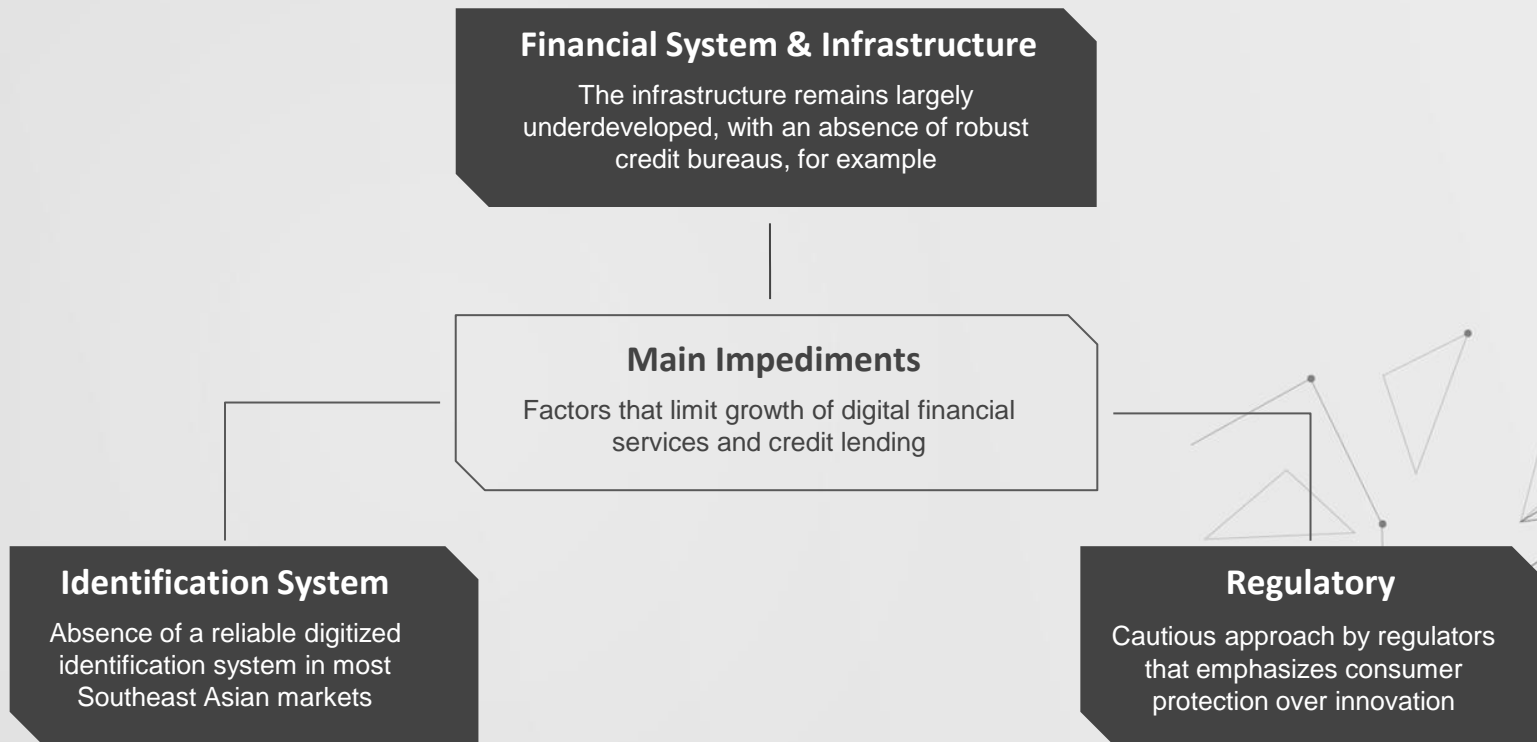 Financial System & Infrastructure
The infrastructure remains largely
underdeveloped, with an absence of robust
credit bureaus, for example
Main Impediments
Factors that limit growth of digital financial
services and credit lending
Identification System
Absence of a reliable digitized
identification system in most
Southeast Asian markets
Regulatory
Cautious approach by regulators
that emphasizes consumer
protection over innovation